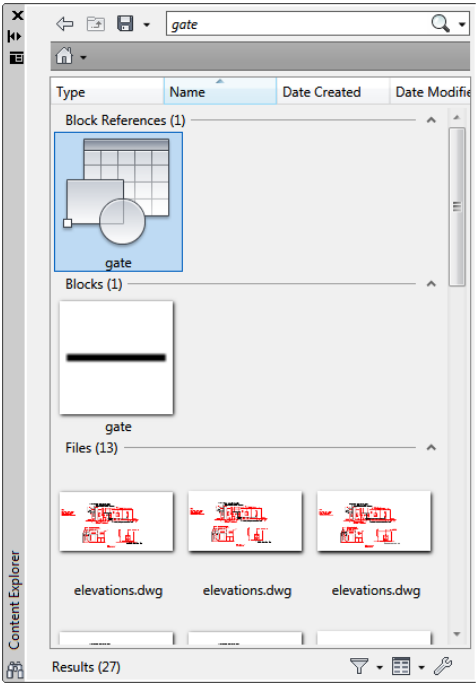 gate
Type Name Date Created Date Modifie
Block References (1)
gate
Blocks (1)
gate
Files (13)
elevations.dwg elevations.dwg elevations.dwg
Content Explorer
Results (27)